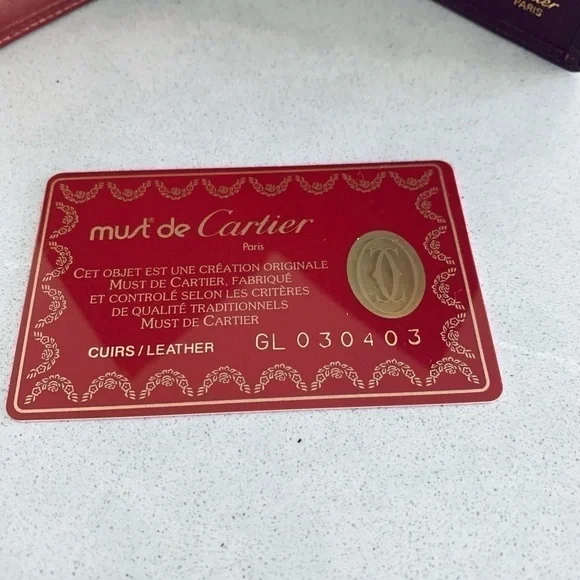 PARIS
must de Cartier
Paris
CET OBJET EST UNE CRÉATION ORIGINALE
MUST DE CARTIER, FABRIQUÉ
ET CONTROLÉ SELON LES CRITÈRES
DE QUALITÉ TRADITIONNELS
MUST DE CARTIER
CUIRS/LEATHER GL 030403